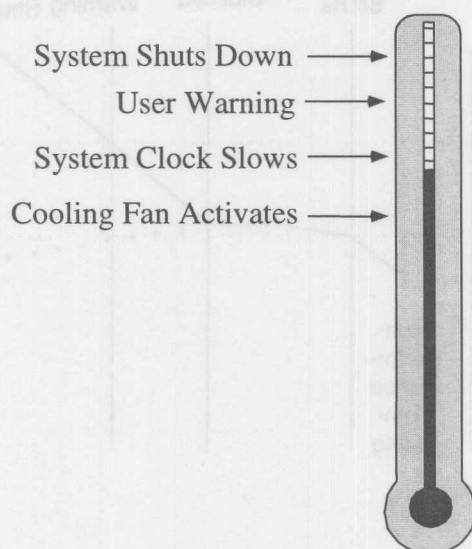 System Shuts Down
User Warning
System Clock Slows
Cooling Fan Activates